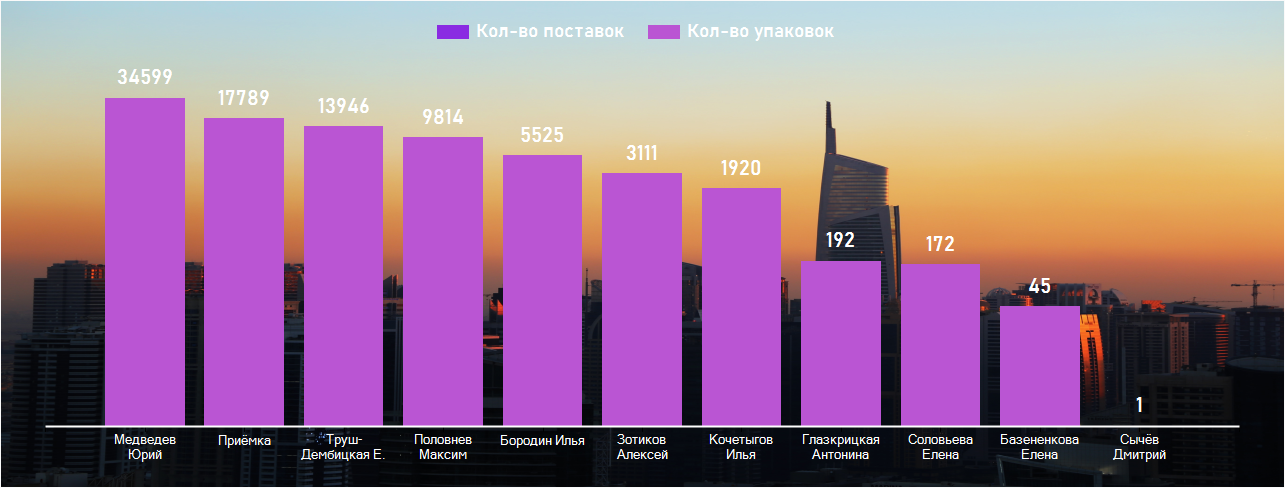 Кол-во поставок Кол-во упаковок
34599
17789
13946
9814
5525
3111
1920
192
172
45
1
Медведев
Юрий
Приёмка
Труш-
Дембицкая Е.
Половнев
Максим
Бородин Илья
Зотиков
Алексей
Кочетыгов
Илья
Глазкрицкая
Антонина
Соловьева
Елена
Базененкова
Елена
Сычёв
Дмитрий